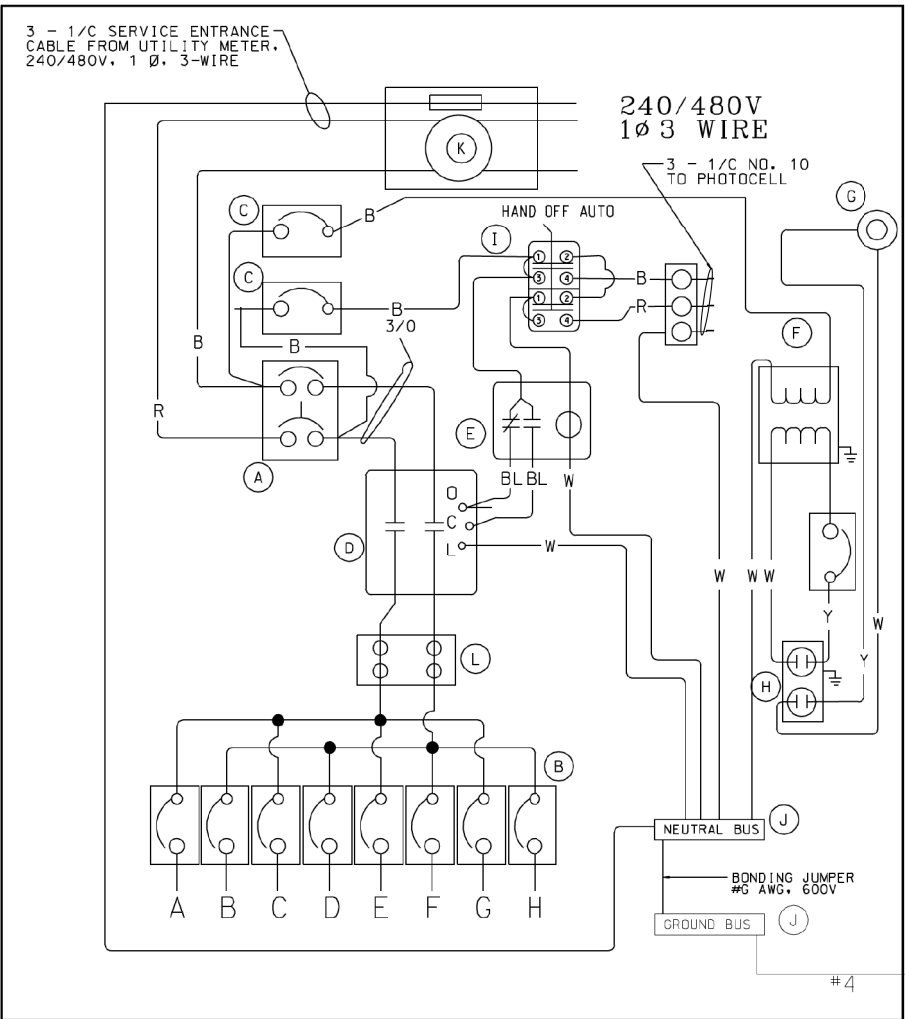 3 - 1/C SERVICE ENTRANCE
CABLE FROM UTILITY METER,
240/480V, 1 Ø, 3-WIRE
240/480V
1ø 3 WIRE
K
3 - 1/C NO. 10
TO PHOTOCELL
G
C
B
HAND OFF AUTO
I
1 2
3 4
1 2
3 4
C
B
3/0
B
R
F
B
B
R
E
A
BL BL W
O
C
L
D
W
W
W W
Y
W
Y
L
H
B
NEUTRAL BUS
J
A B C D E F G H
BONDING JUMPER
#G AWG, 600V
GROUND BUS
J
#4